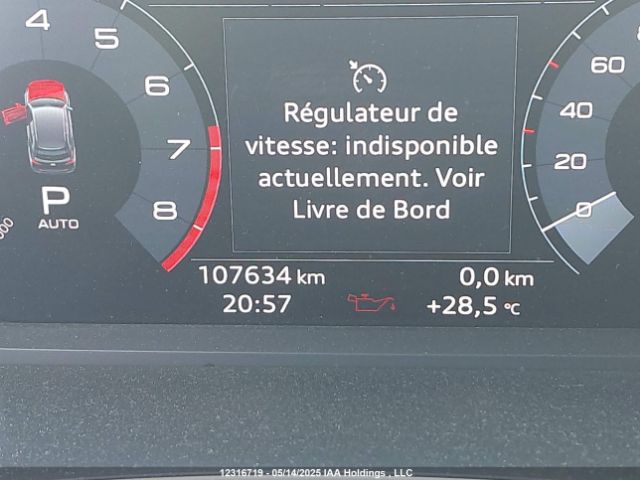 4
5
6
7
8
P
AUTO
000
Régulateur de
vitesse: indisponible
actuellement. Voir
Livre de Bord
60
40
20
0
107634 km
0,0 km
20:57
+28,5 °C
12316719 - 05/14/2025 IAA Holdings , LLC